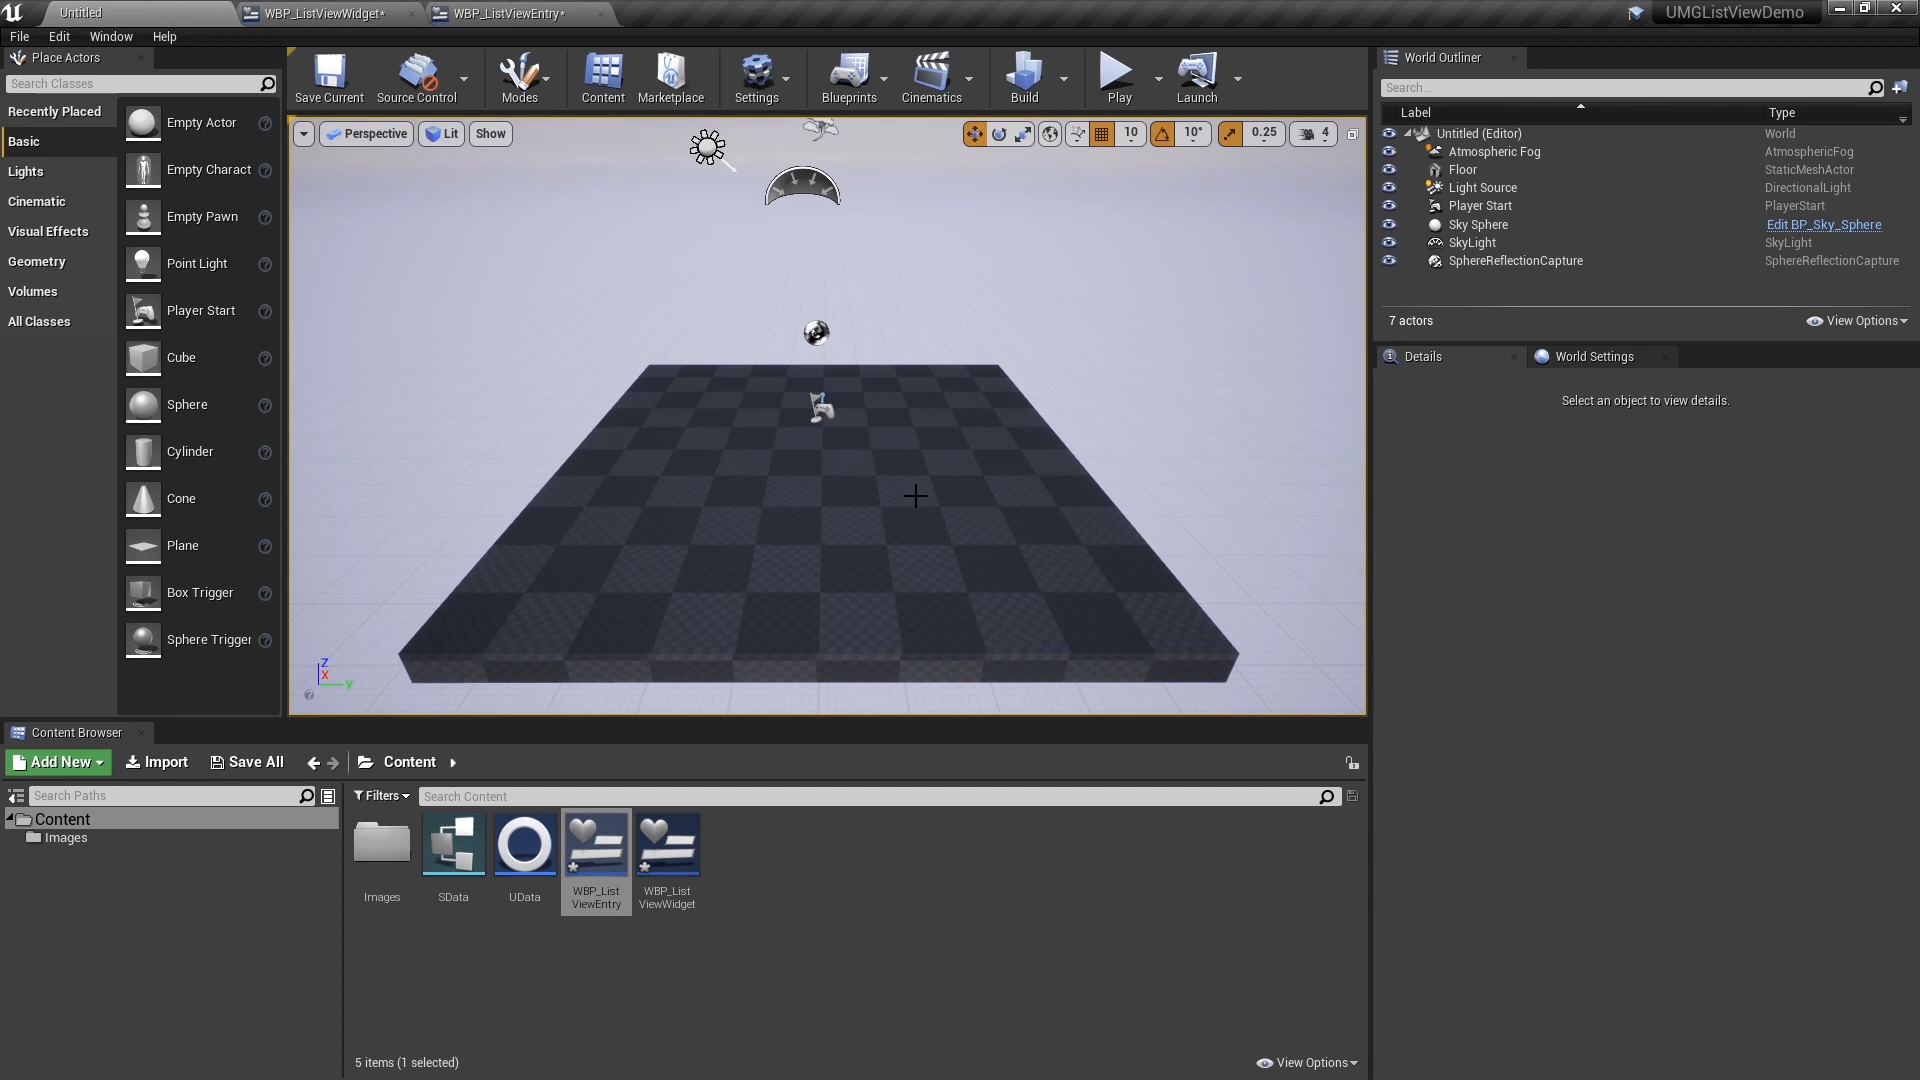 Untitled
WBP_ListViewWidget*
WBP_ListViewEntry*
UMGListViewDemo
File Edit Window Help
Place Actors
Search Classes
Recently Placed
Basic
Lights
Cinematic
Visual Effects
Geometry
Volumes
All Classes
Empty Actor
Empty Charact
Empty Pawn
Point Light
Player Start
Cube
Sphere
Cylinder
Cone
Plane
Box Trigger
Sphere Trigger
Save Current
Source Control
Modes
Content
Marketplace
Settings
Blueprints
Cinematics
Build
Play
Launch
Perspective
Lit
Show
10
10°
0.25
4
Z
X
Y
World Outliner
Search...
Label Type
Untitled (Editor) World
Atmospheric Fog AtmosphericFog
Floor StaticMeshActor
Light Source DirectionalLight
Player Start PlayerStart
Sky Sphere Edit BP_Sky_Sphere
SkyLight SkyLight
SphereReflectionCapture SphereReflectionCapture
7 actors
View Options
Details
World Settings
Select an object to view details.
Content Browser
Add New
Import
Save All
Content
Search Paths
Content
Images
Filters
Search Content
Images
SData
UData
WBP_List
ViewEntry
WBP_List
ViewWidget
5 items (1 selected)
View Options